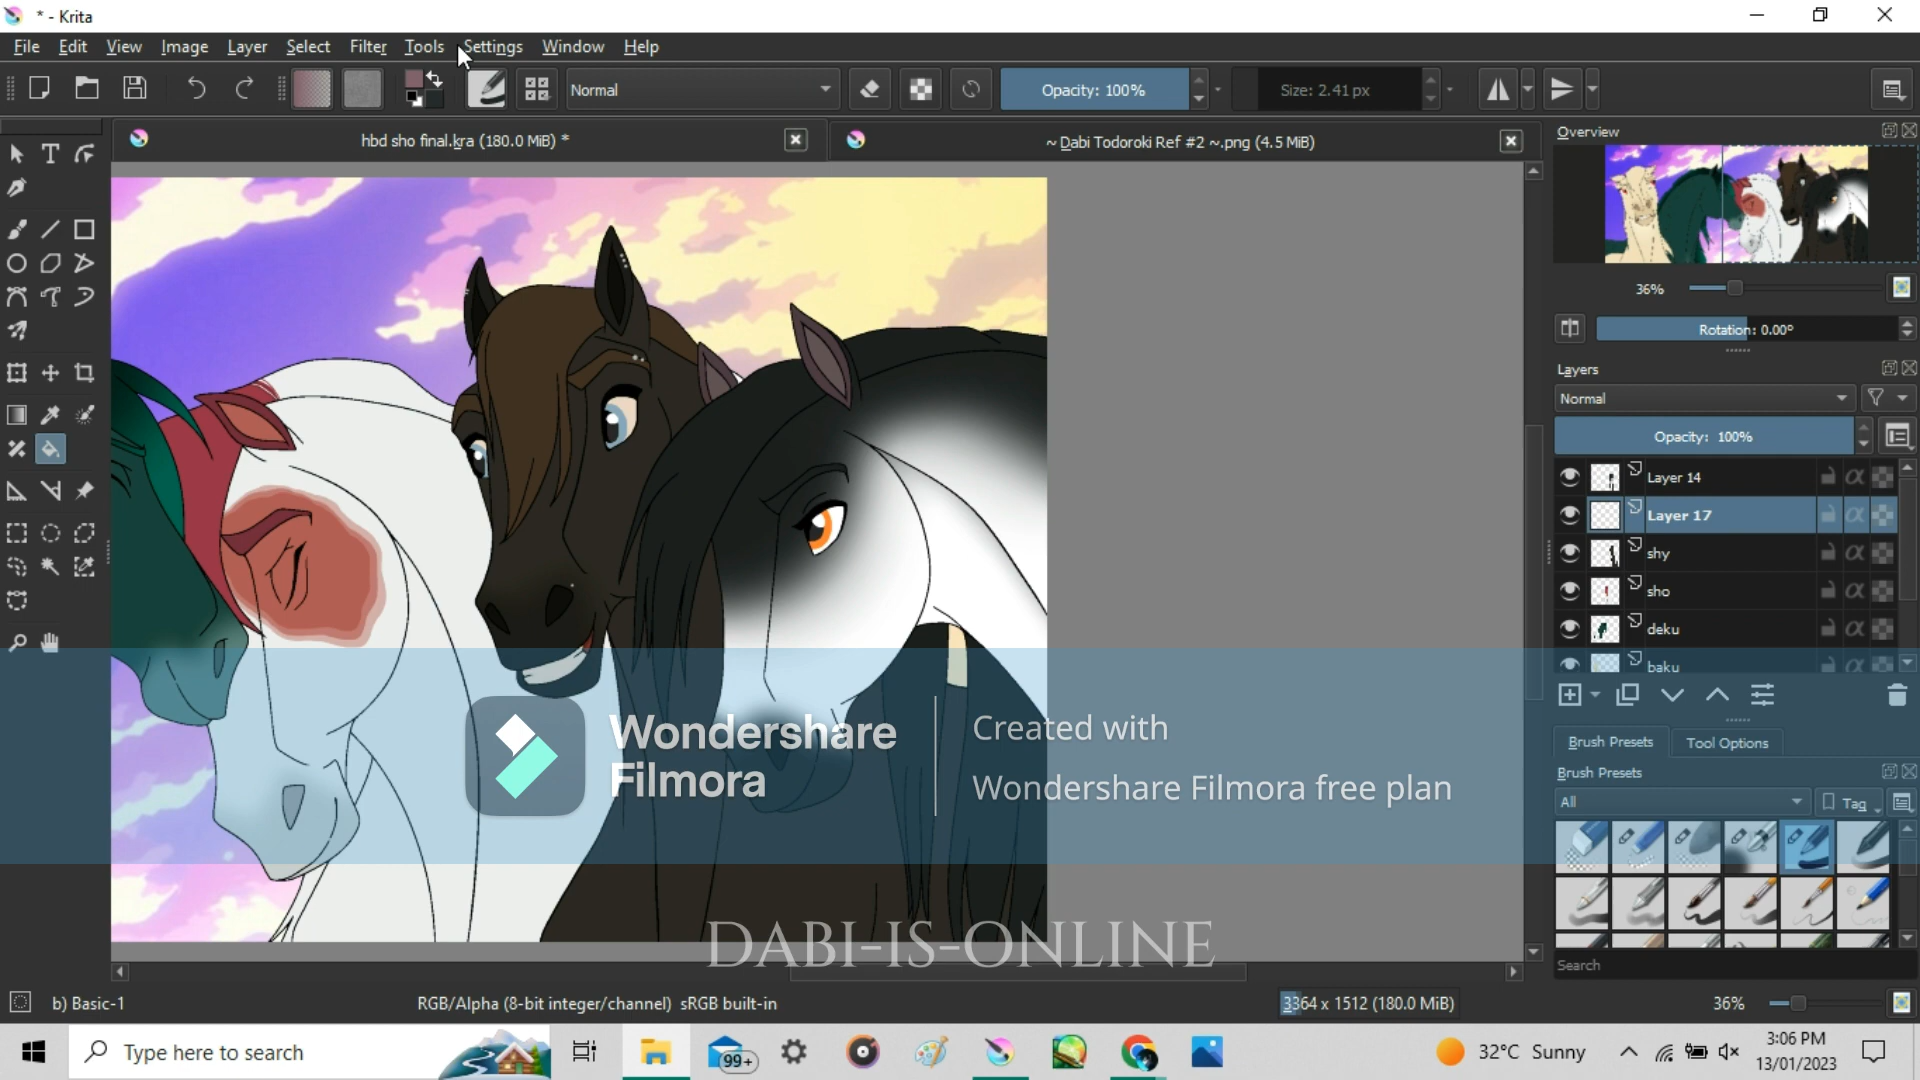 * - Krita
File Edit View Image Layer Select Filter Tools Settings Window Help
Normal Opacity: 100% Size: 2.41 px
hbd sho final.kra (180.0 MiB) *
~ Dabi Todoroki Ref #2 ~.png (4.5 MiB)
Overview
36%
Rotation: 0.00°
Layers
Normal
Opacity: 100%
Layer 14
Layer 17
shy
sho
deku
baku
Brush Presets Tool Options
Brush Presets
All Tag
Search
Wondershare
Filmora
Created with
Wondershare Filmora free plan
DABI-IS-ONLINE
b) Basic-1 RGB/Alpha (8-bit integer/channel) sRGB built-in 3364 x 1512 (180.0 MiB) 36%
Type here to search
99+
32°C Sunny
3:06 PM
13/01/2023